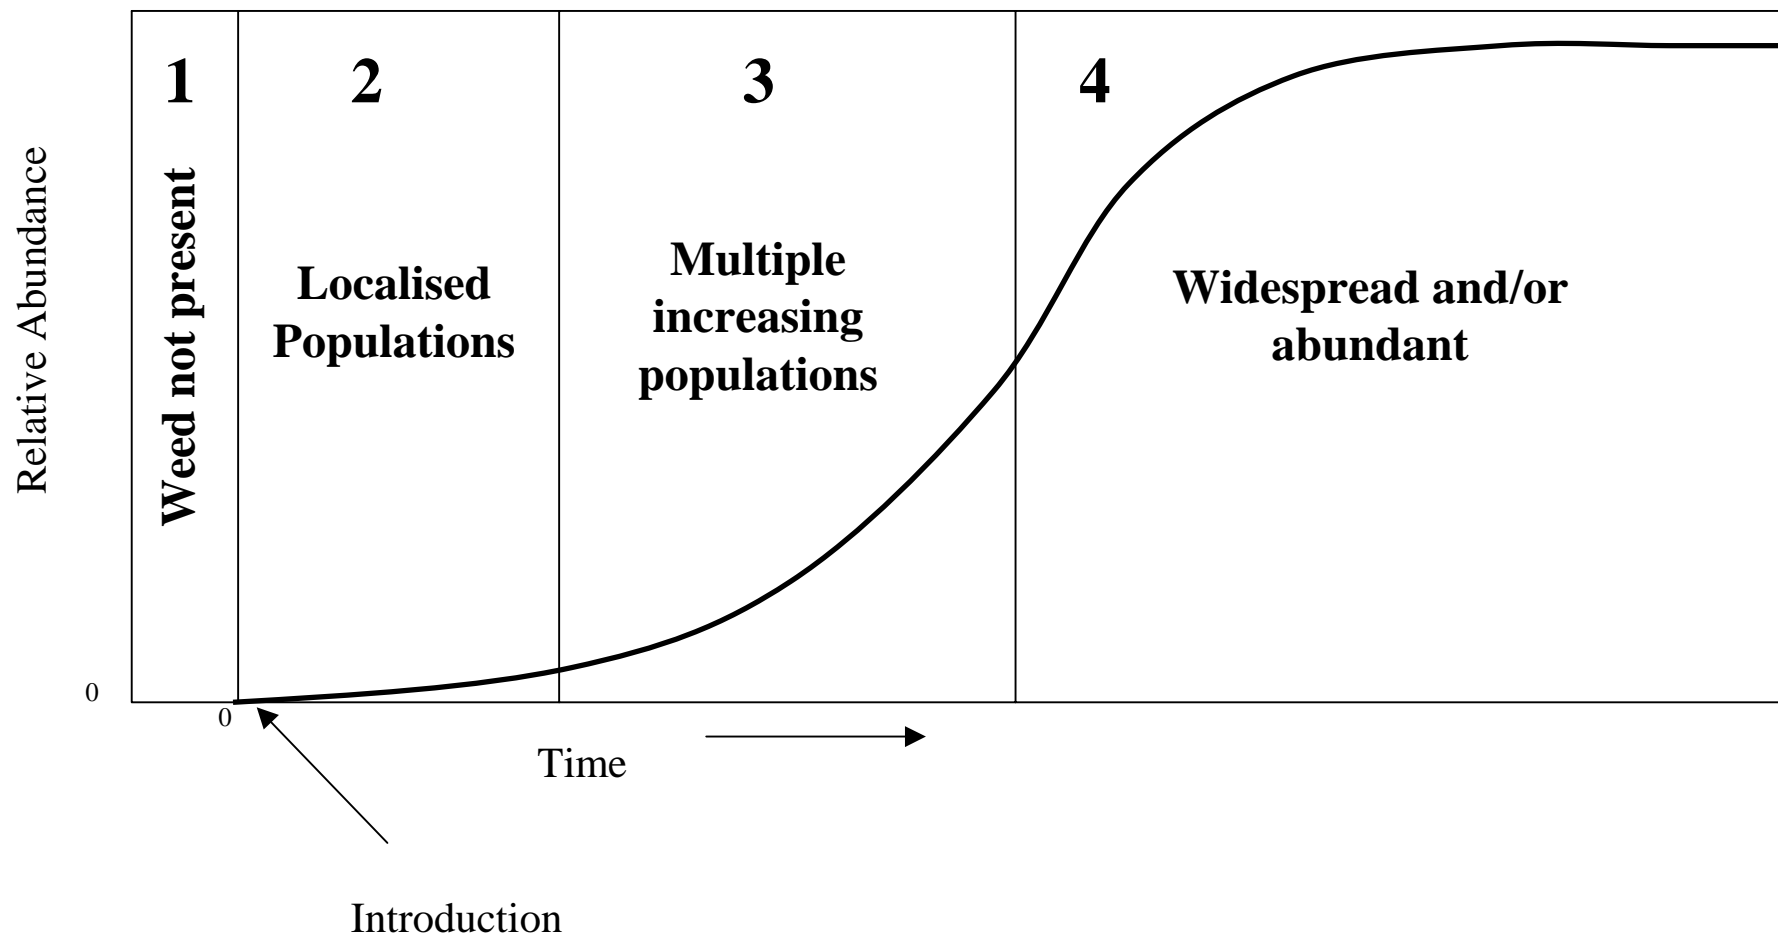 1
2
3
4
Relative Abundance
Weed not present
Localised
Populations
Multiple
increasing
populations
Widespread and/or
abundant
0
0
Time
Introduction